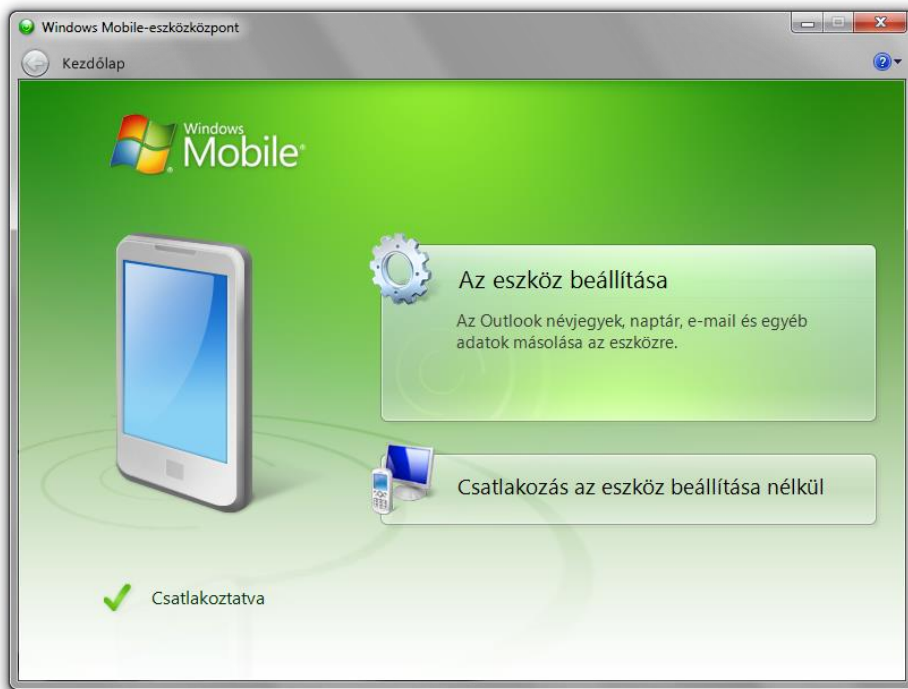 Windows Mobile-eszközközpont
Kezdőlap
Windows
Mobile®
Az eszköz beállítása
Az Outlook névjegyek, naptár, e-mail és egyéb
adatok másolása az eszközre.
Csatlakozás az eszköz beállítása nélkül
Csatlakoztatva